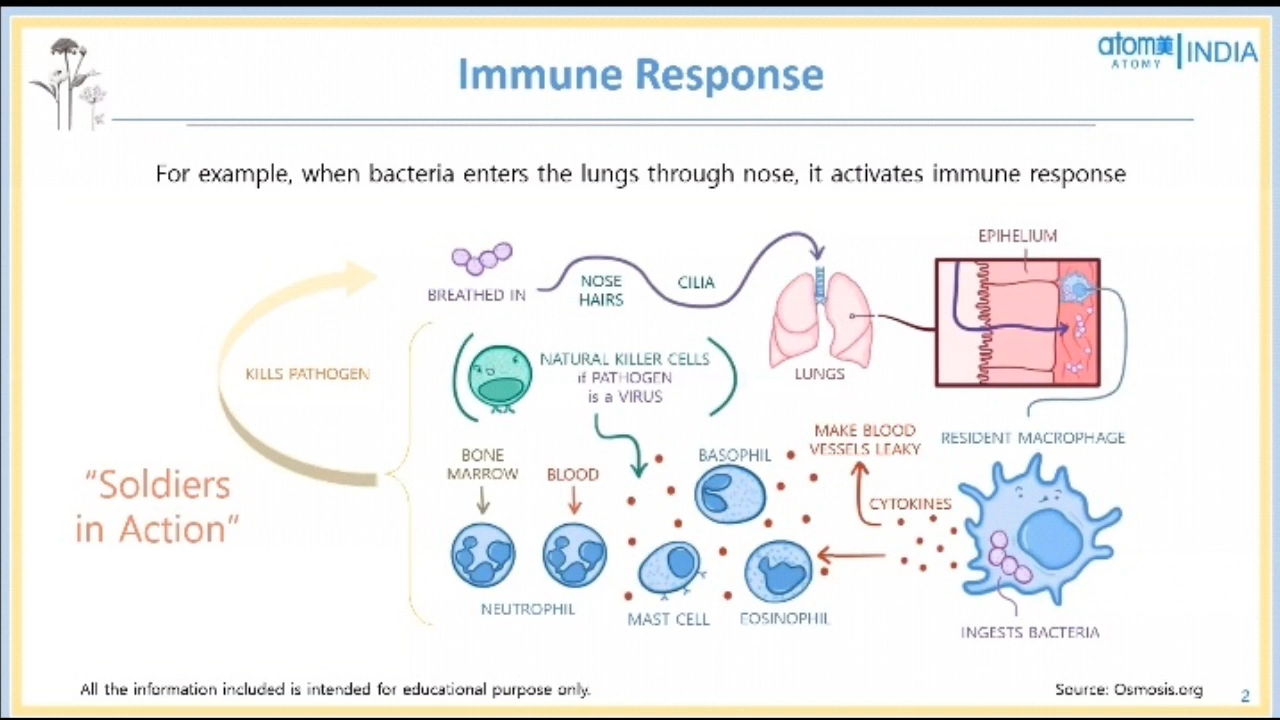 Immune Response
atom美
ATOMY
INDIA
For example, when bacteria enters the lungs through nose, it activates immune response
BREATHED IN
NOSE
HAIRS
CILIA
LUNGS
EPIHELIUM
KILLS PATHOGEN
NATURAL KILLER CELLS
if PATHOGEN
is a VIRUS
"Soldiers
in Action"
BONE
MARROW
BLOOD
NEUTROPHIL
BASOPHIL
MAST CELL
EOSINOPHIL
MAKE BLOOD
VESSELS LEAKY
CYTOKINES
RESIDENT MACROPHAGE
INGESTS BACTERIA
All the information included is intended for educational purpose only.
Source: Osmosis.org
2